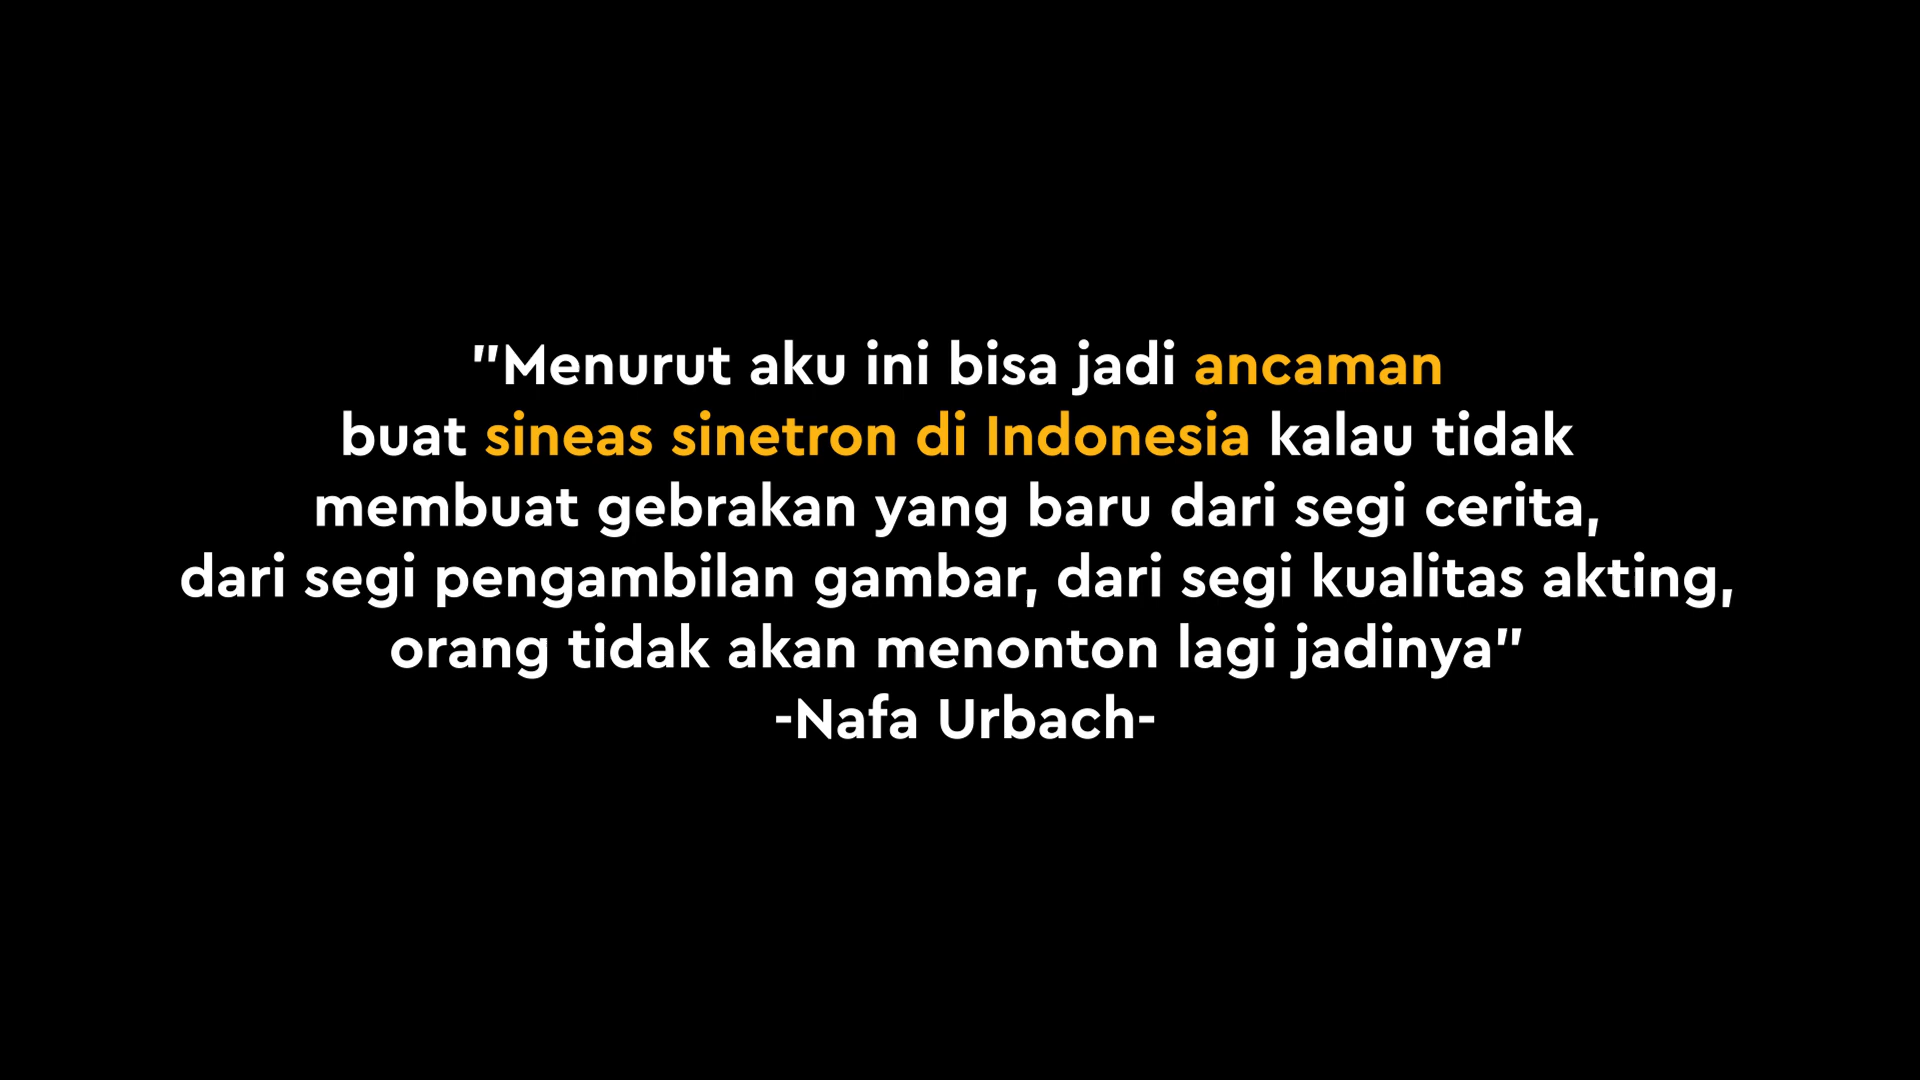 "Menurut aku ini bisa jadi ancaman
buat sineas sinetron di Indonesia kalau tidak
membuat gebrakan yang baru dari segi cerita,
dari segi pengambilan gambar, dari segi kualitas akting,
orang tidak akan menonton lagi jadinya"
-Nafa Urbach-